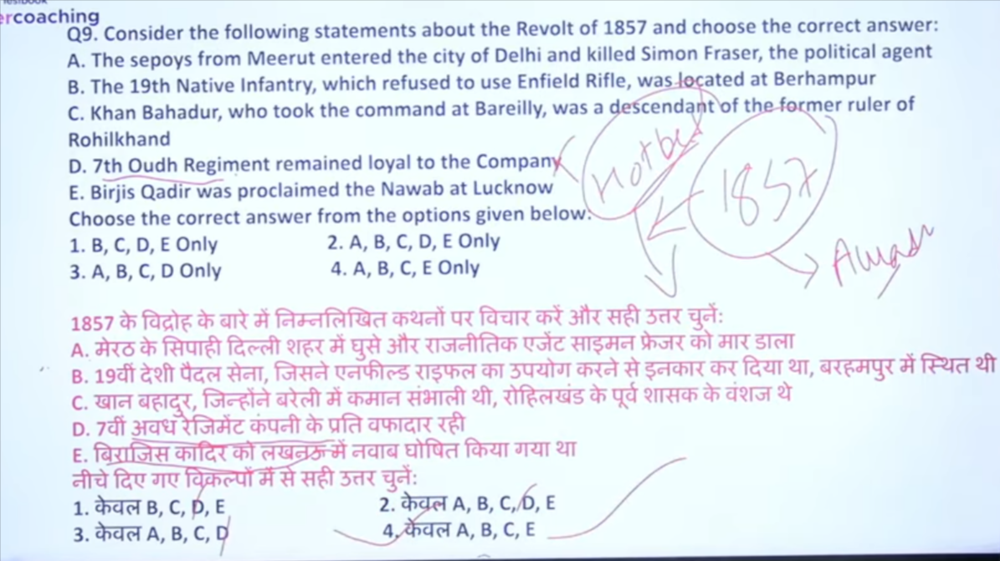 ercoaching
Q9. Consider the following statements about the Revolt of 1857 and choose the correct answer:
A. The sepoys from Meerut entered the city of Delhi and killed Simon Fraser, the political agent
B. The 19th Native Infantry, which refused to use Enfield Rifle, was located at Berhampur
C. Khan Bahadur, who took the command at Bareilly, was a descendant of the former ruler of
Rohilkhand
D. 7th Oudh Regiment remained loyal to the Company
E. Birjis Qadir was proclaimed the Nawab at Lucknow
Choose the correct answer from the options given below:
1. B, C, D, E Only 2. A, B, C, D, E Only
3. A, B, C, D Only 4. A, B, C, E Only
1857
1857 के विद्रोह के बारे में निम्नलिखित कथनों पर विचार करें और सही उत्तर चुनें:
A. मेरठ के सिपाही दिल्ली शहर में घुसे और राजनीतिक एजेंट साइमन फ्रेजर को मार डाला
B. 19वीं देशी पैदल सेना, जिसने एनफील्ड राइफल का उपयोग करने से इनकार कर दिया था, बरहमपुर में स्थित थी
C. खान बहादुर, जिन्होंने बरेली में कमान संभाली थी, रोहिलखंड के पूर्व शासक के वंशज थे
D. 7वीं अवध रेजिमेंट कंपनी के प्रति वफादार रही
E. बिराजिस कादिर को लखनऊ में नवाब घोषित किया गया था
नीचे दिए गए विकल्पों में से सही उत्तर चुनें:
1. केवल B, C, D, E 2. केवल A, B, C, D, E
3. केवल A, B, C, D 4. केवल A, B, C, E